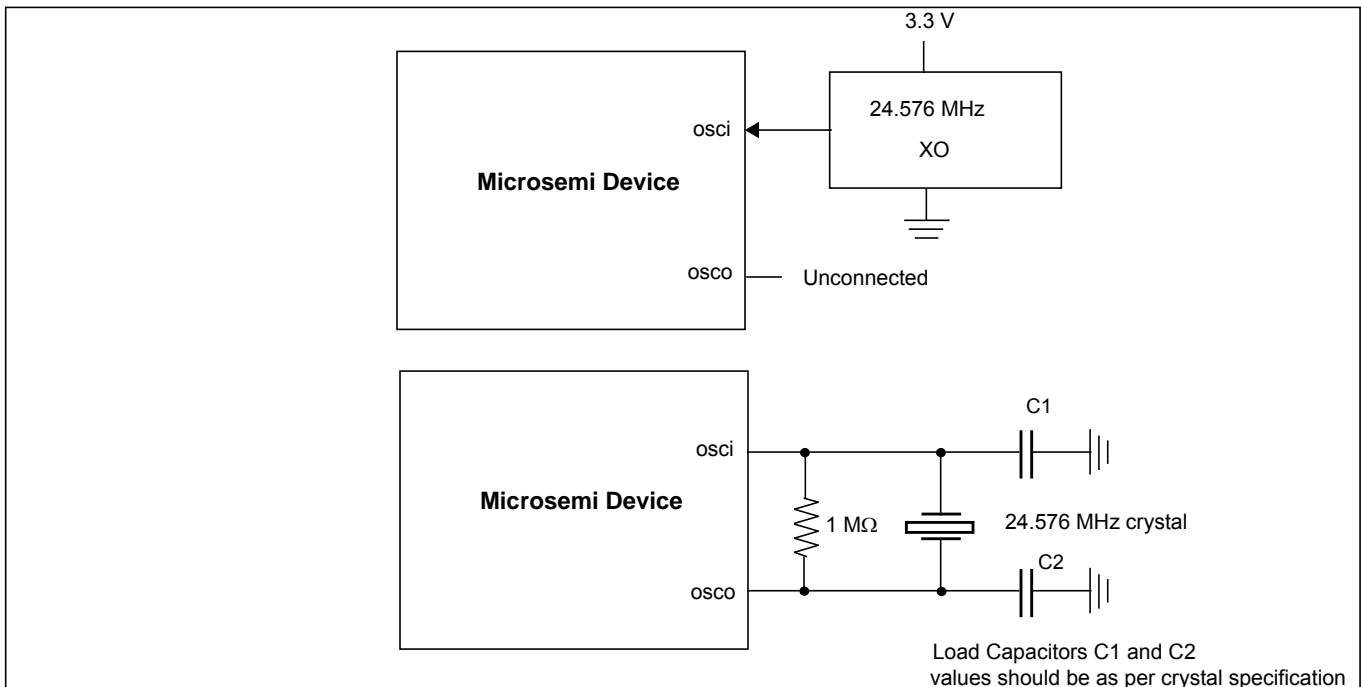 3.3 V
24.576 MHz
XO
osci
Microsemi Device
osco
Unconnected
C1
osci
Microsemi Device
1 MΩ
24.576 MHz crystal
C2
osco
Load Capacitors C1 and C2
values should be as per crystal specification